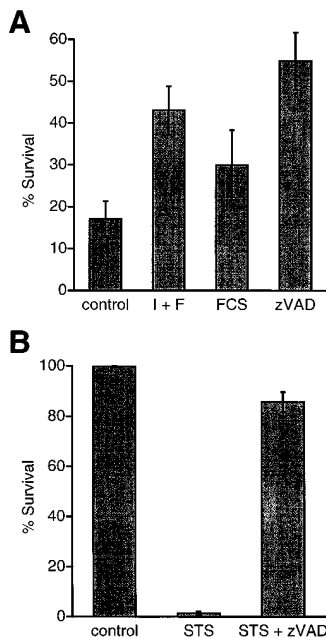 A
60
50
40
30
20
10
0
% Survival
control I + F FCS zVAD
B
100
80
60
40
20
0
% Survival
control STS STS + zVAD